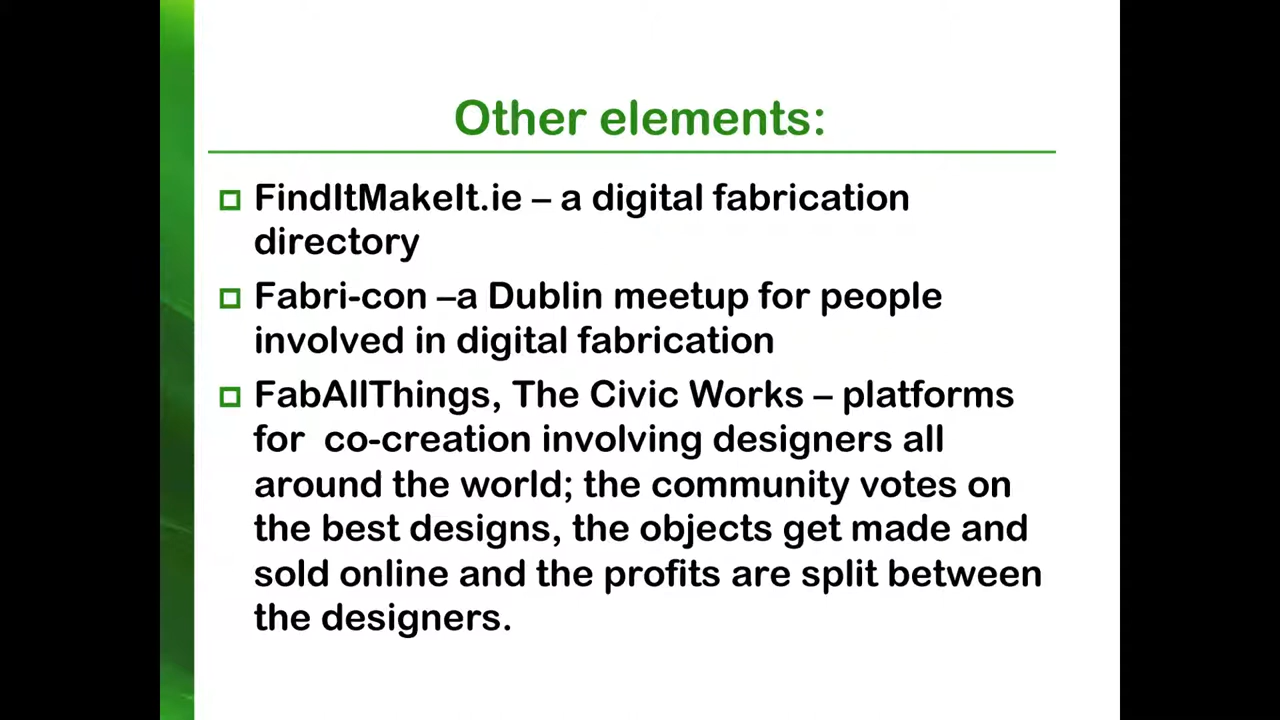 Other elements:
FindItMakeIt.ie – a digital fabrication
directory
Fabri-con –a Dublin meetup for people
involved in digital fabrication
FabAllThings, The Civic Works – platforms
for  co-creation involving designers all
around the world; the community votes on
the best designs, the objects get made and
sold online and the profits are split between
the designers.